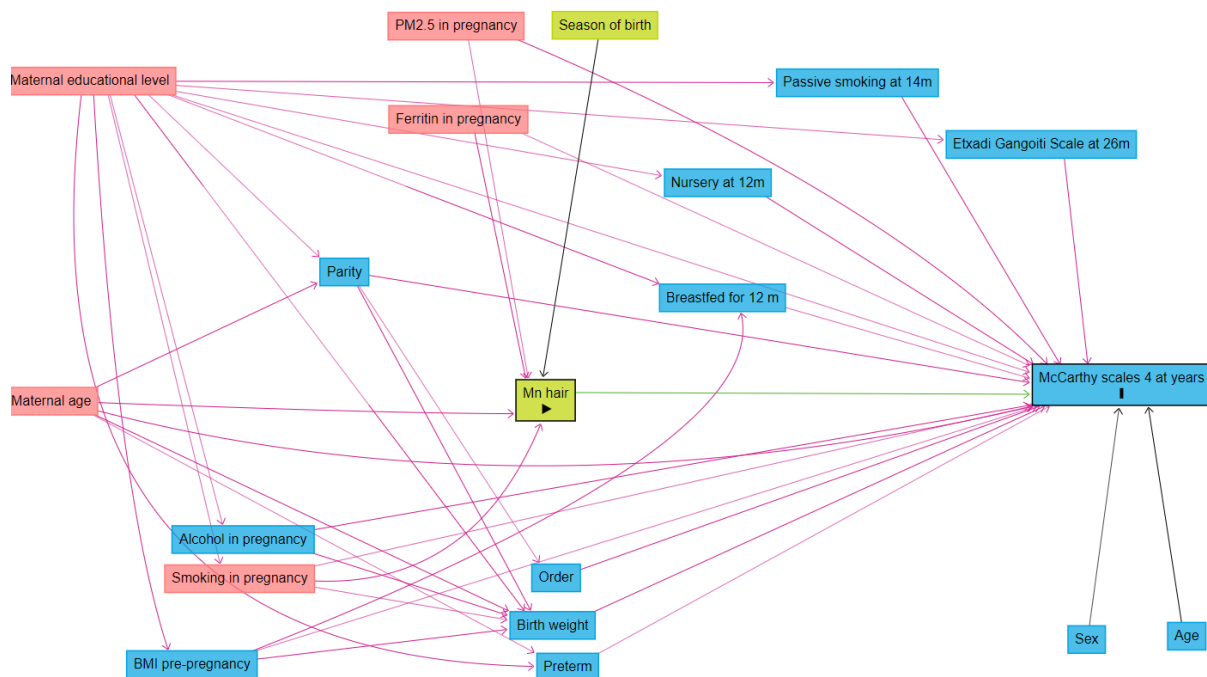 PM2.5 in pregnancy
Season of birth
Maternal educational level
Passive smoking at 14m
Ferritin in pregnancy
Etxadi Gangoiti Scale at 26m
Nursery at 12m
Parity
Breastfed for 12 m
McCarthy scales 4 at years
Mn hair
Maternal age
Alcohol in pregnancy
Smoking in pregnancy
Order
Birth weight
Sex
Age
BMI pre-pregnancy
Preterm